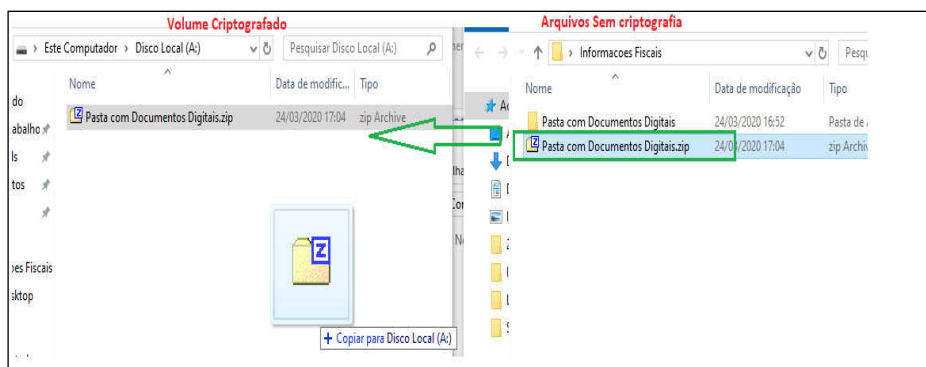 Volume Criptografado
Este Computador > Disco Local (A:)
Pesquisar Disco Local (A:)
Nome
Data de modific...
Tipo
do
abalho
ls
tos
Pasta com Documentos Digitais.zip
24/03/2020 17:04
zip Archive
ões Fiscais
sktop
Z
+ Copiar para Disco Local (A:)
Arquivos Sem criptografia
> Informacoes Fiscais
Pesqu
Nome
Data de modificação
Tipo
Pasta com Documentos Digitais
24/03/2020 16:52
Pasta de
Pasta com Documentos Digitais.zip
24/03/2020 17:04
zip Archiv